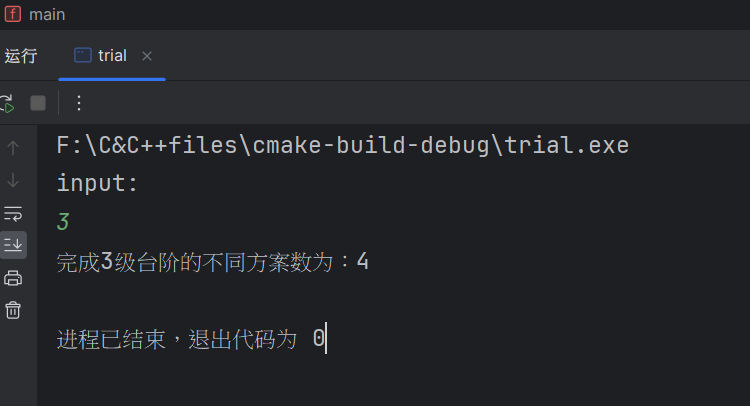 main
运行 trial
F:\C&C++files\cmake-build-debug\trial.exe
input:
3
完成3级台阶的不同方案数为：4
进程已结束，退出代码为 0